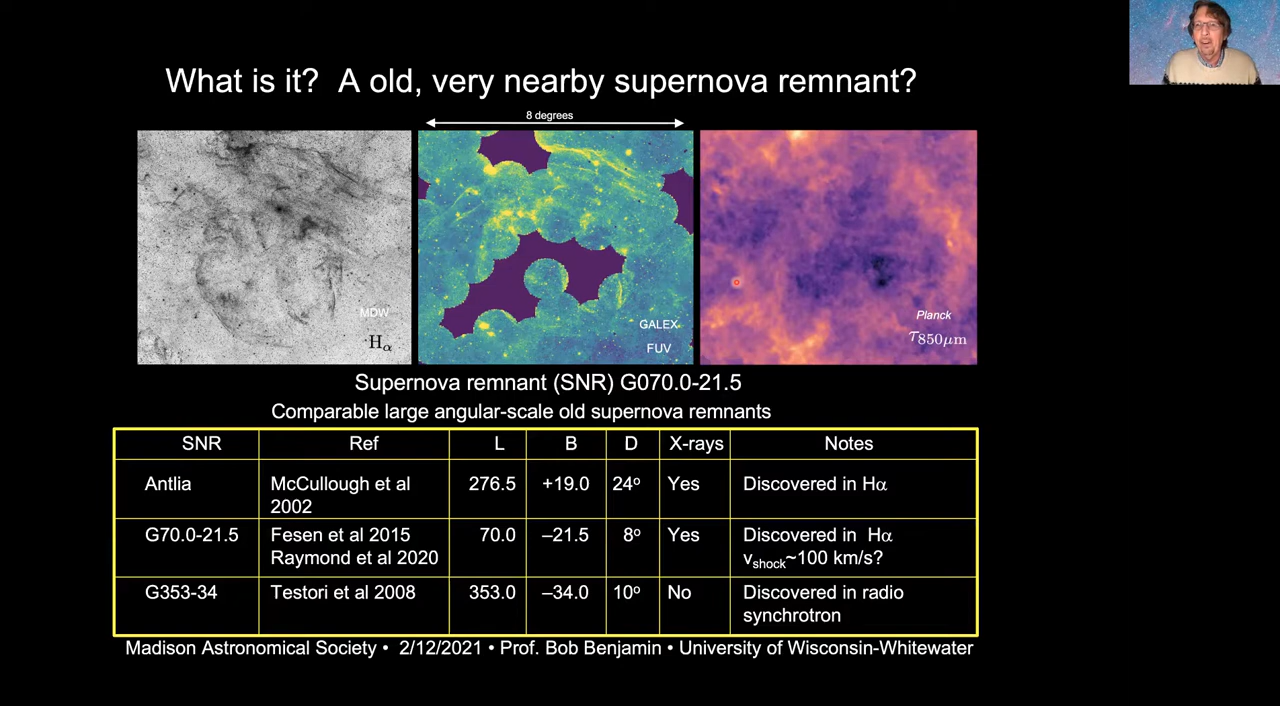 What is it?  A old, very nearby supernova remnant?
8 degrees
MDW
Hα
GALEX
FUV
Planck
τ850μm
Supernova remnant (SNR) G070.0-21.5
Comparable large angular-scale old supernova remnants
SNR Ref L B D X-rays Notes
Antlia McCullough et al 2002 276.5 +19.0 24° Yes Discovered in Hα
G70.0-21.5 Fesen et al 2015 70.0 –21.5 8° Yes Discovered in Hα
Raymond et al 2020 vshock~100 km/s?
G353-34 Testori et al 2008 353.0 –34.0 10° No Discovered in radio
synchrotron
Madison Astronomical Society • 2/12/2021 • Prof. Bob Benjamin • University of Wisconsin-Whitewater